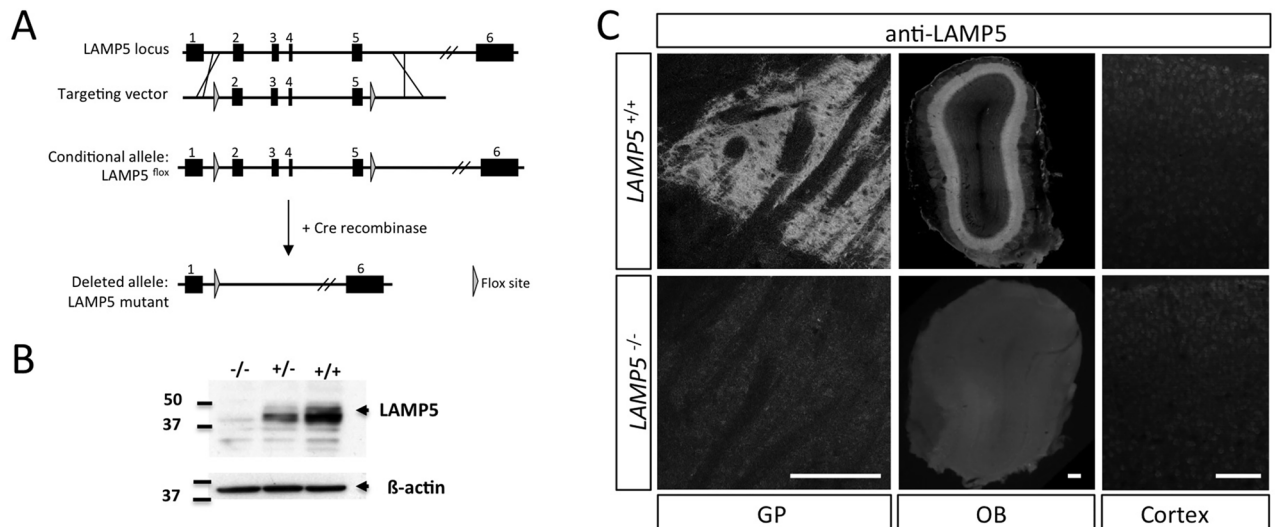 A
1 2 3 4 5 6
LAMP5 locus
2 3 4 5
Targeting vector
1 2 3 4 5 6
Conditional allele:
LAMP5 flox
+ Cre recombinase
1 6
Deleted allele:
LAMP5 mutant
Flox site
B
-/- +/- +/+
50
37
LAMP5
37
ß-actin
C
anti-LAMP5
LAMP5 +/+
LAMP5 -/-
GP OB Cortex